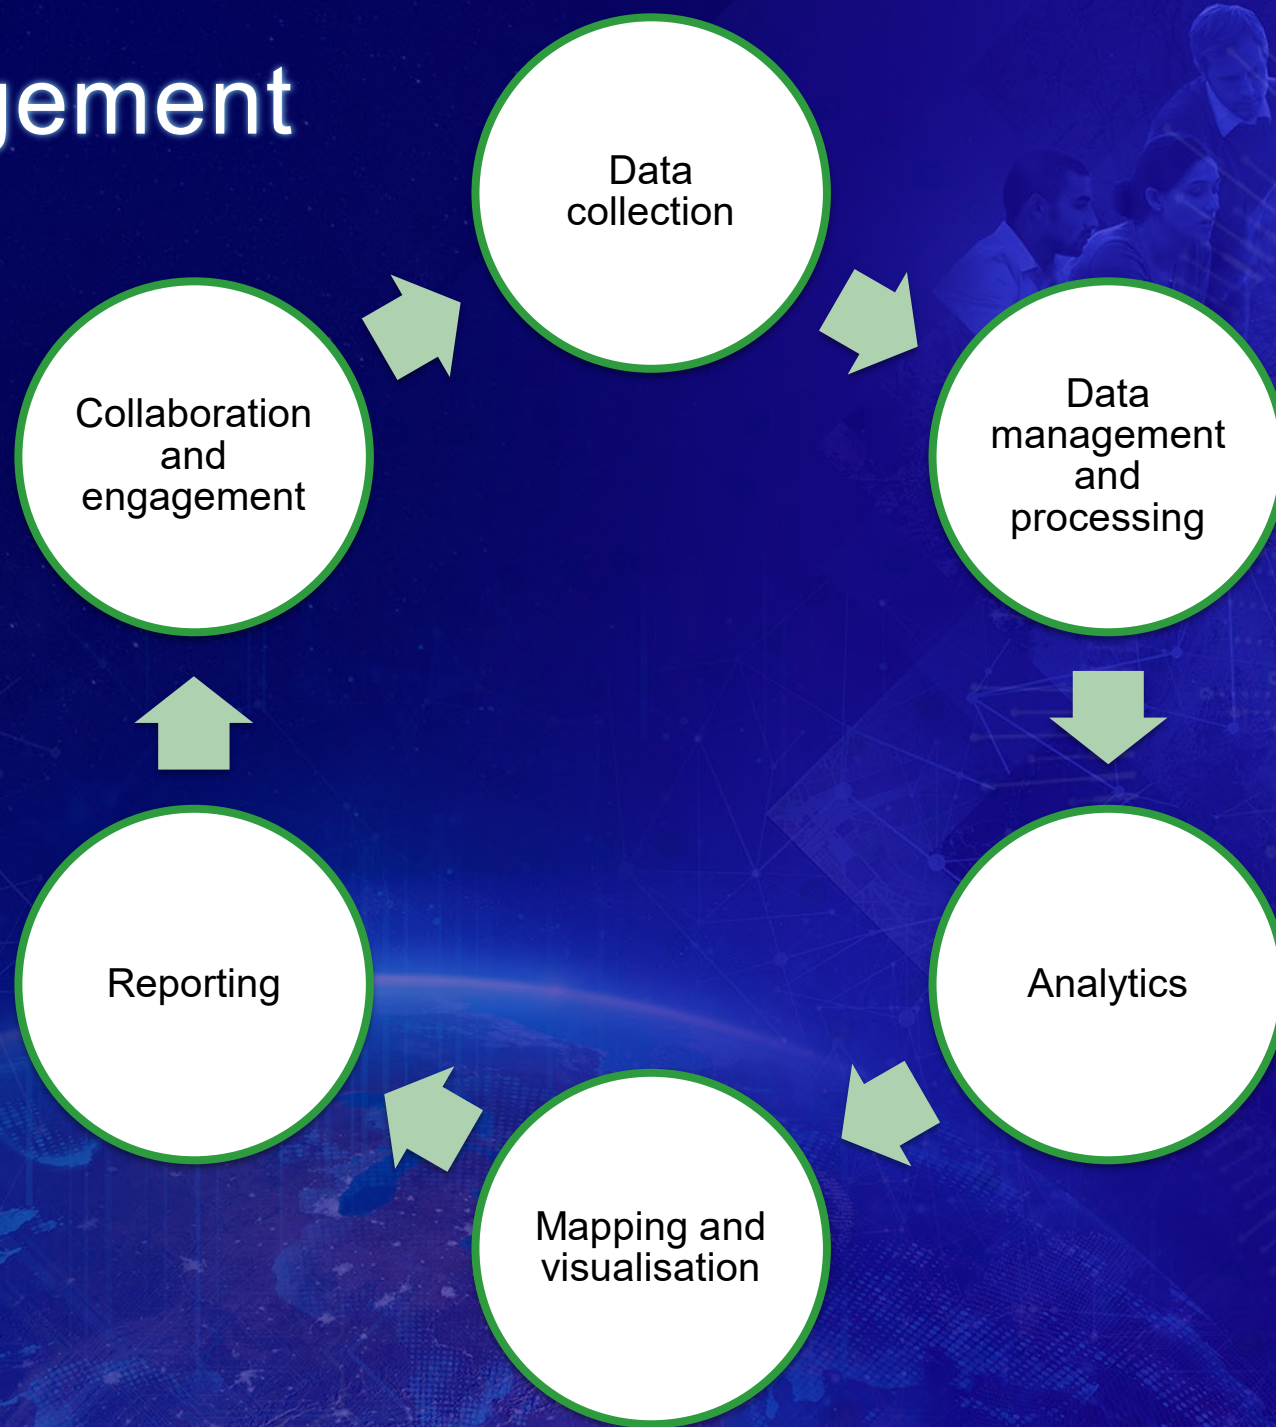 gement
Data
collection
Data
management
and
processing
Analytics
Mapping and
visualisation
Reporting
Collaboration
and
engagement